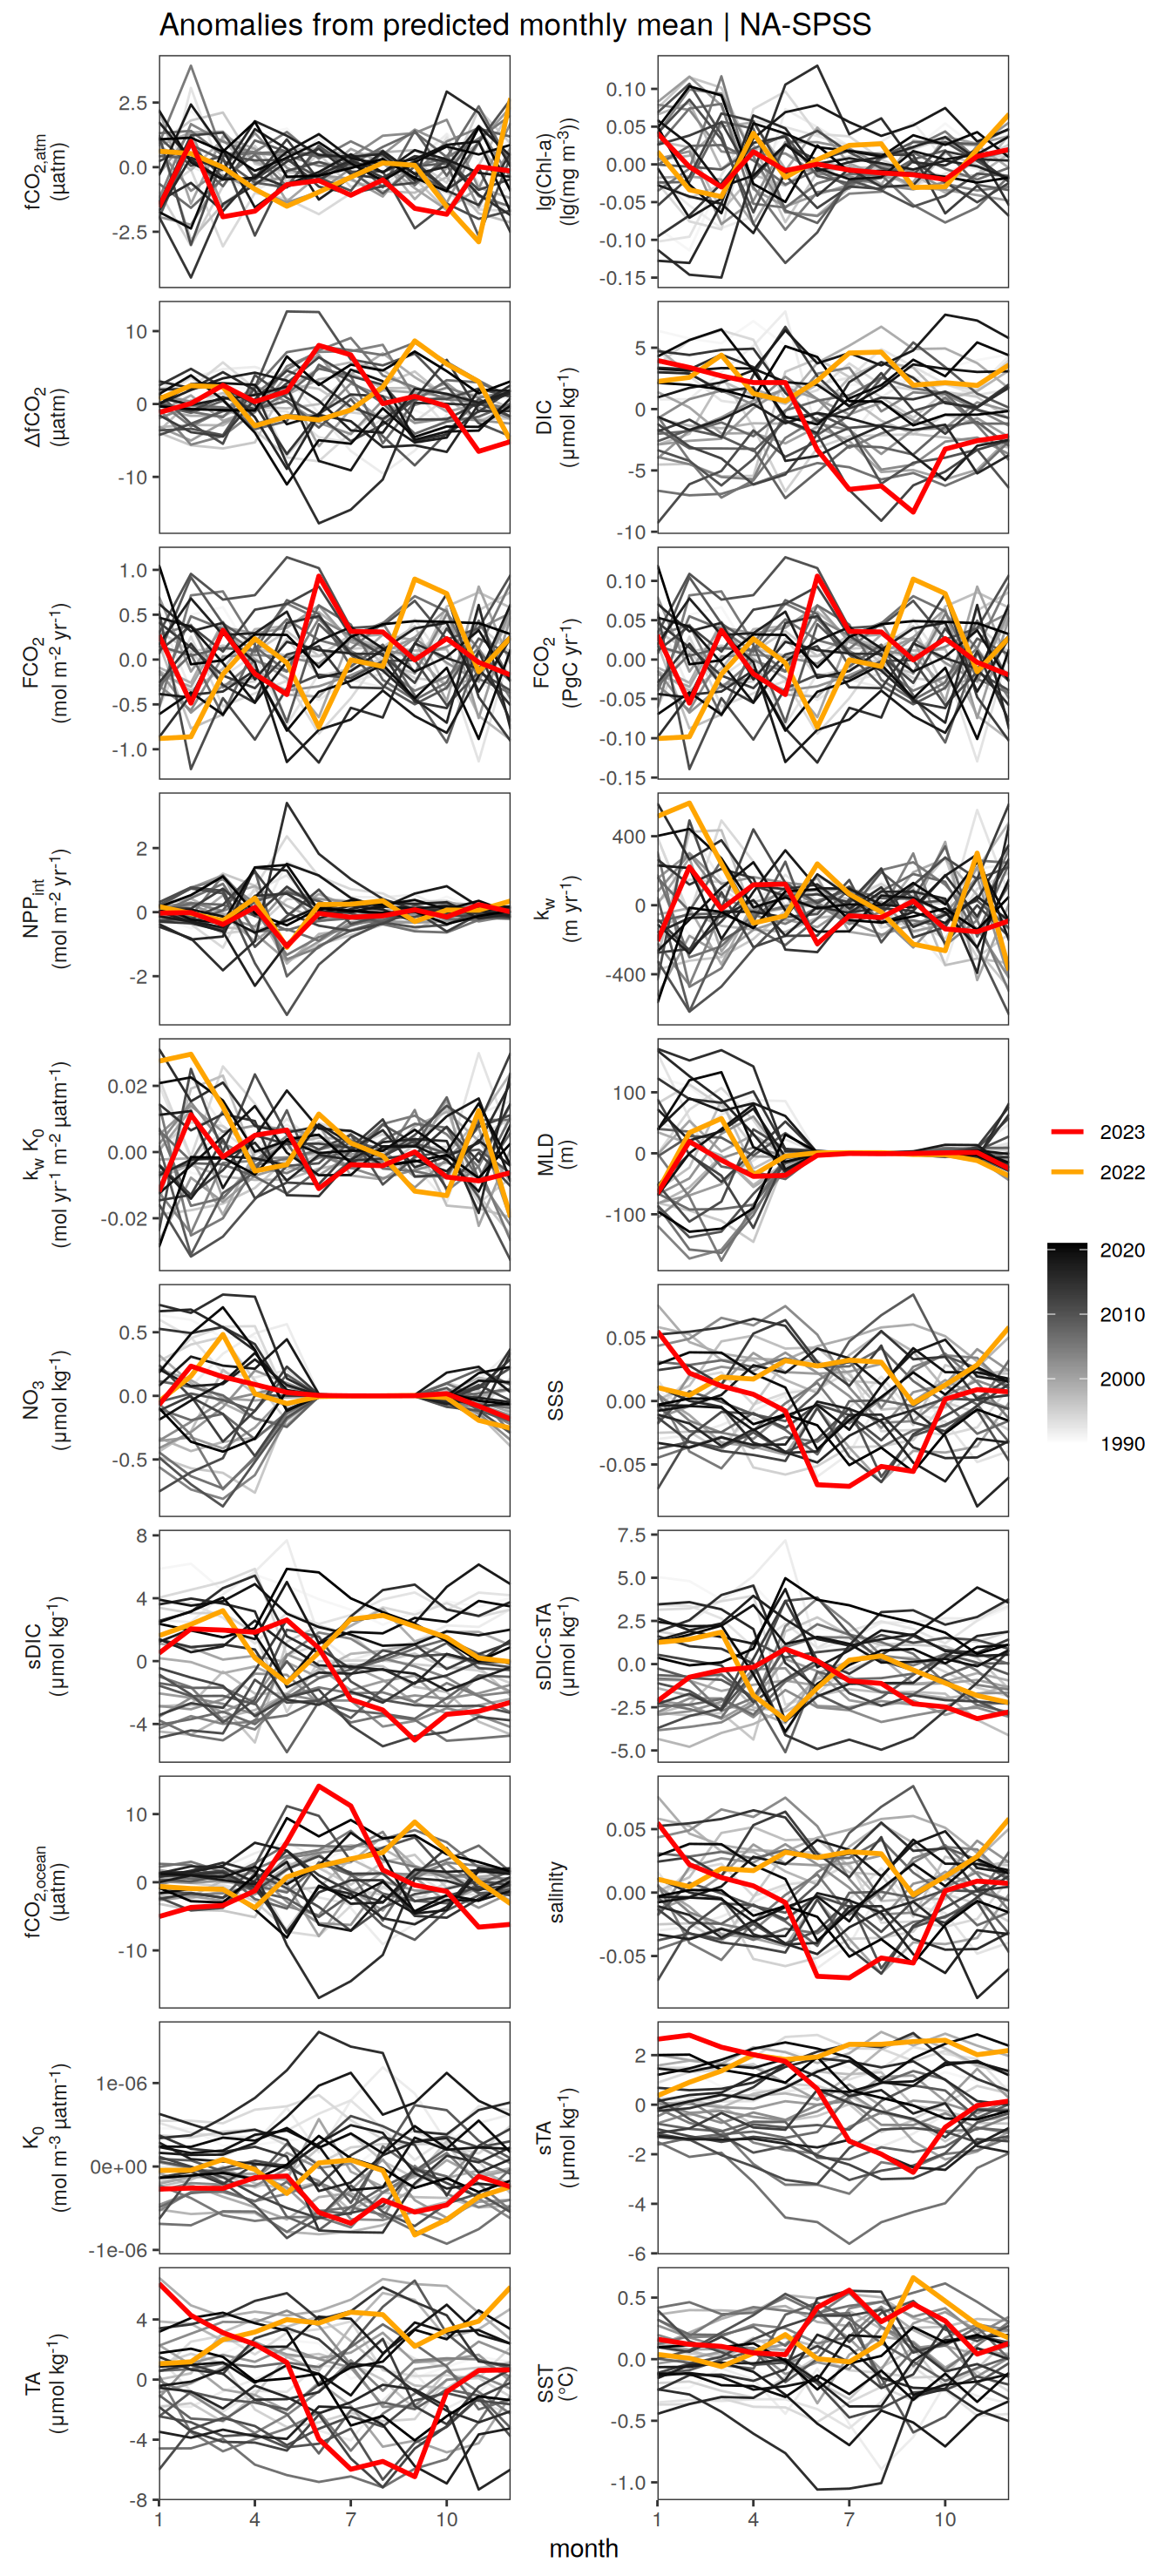 Anomalies from predicted monthly mean | NA-SPSS
fCO2,atm
(µatm)
2.5
0.0
-2.5
lg(Chl-a)
(lg(mg m-3))
0.10
0.05
0.00
-0.05
-0.10
-0.15
ΔfCO2
(µatm)
10
0
-10
DIC
(µmol kg-1)
5
0
-5
-10
FCO2
(mol m-2 yr-1)
1.0
0.5
0.0
-0.5
-1.0
FCO2
(PgC yr-1)
0.10
0.05
0.00
-0.05
-0.10
-0.15
NPPint
(mol m-2 yr-1)
2
0
-2
kw
(m yr-1)
400
0
-400
kw K0
(mol yr-1 m-2 µatm-1)
0.02
0.00
-0.02
MLD
(m)
100
0
-100
2023
2022
2020
2010
2000
1990
NO3
(µmol kg-1)
0.5
0.0
-0.5
SSS
0.05
0.00
-0.05
sDIC
(µmol kg-1)
8
4
0
-4
sDIC-sTA
(µmol kg-1)
7.5
5.0
2.5
0.0
-2.5
-5.0
fCO2,ocean
(µatm)
10
0
-10
salinity
0.05
0.00
-0.05
K0
(mol m-3 µatm-1)
1e-06
0e+00
-1e-06
sTA
(µmol kg-1)
2
0
-2
-4
-6
TA
(µmol kg-1)
4
0
-4
-8
SST
(°C)
0.5
0.0
-0.5
-1.0
1 4 7 10
1 4 7 10
month